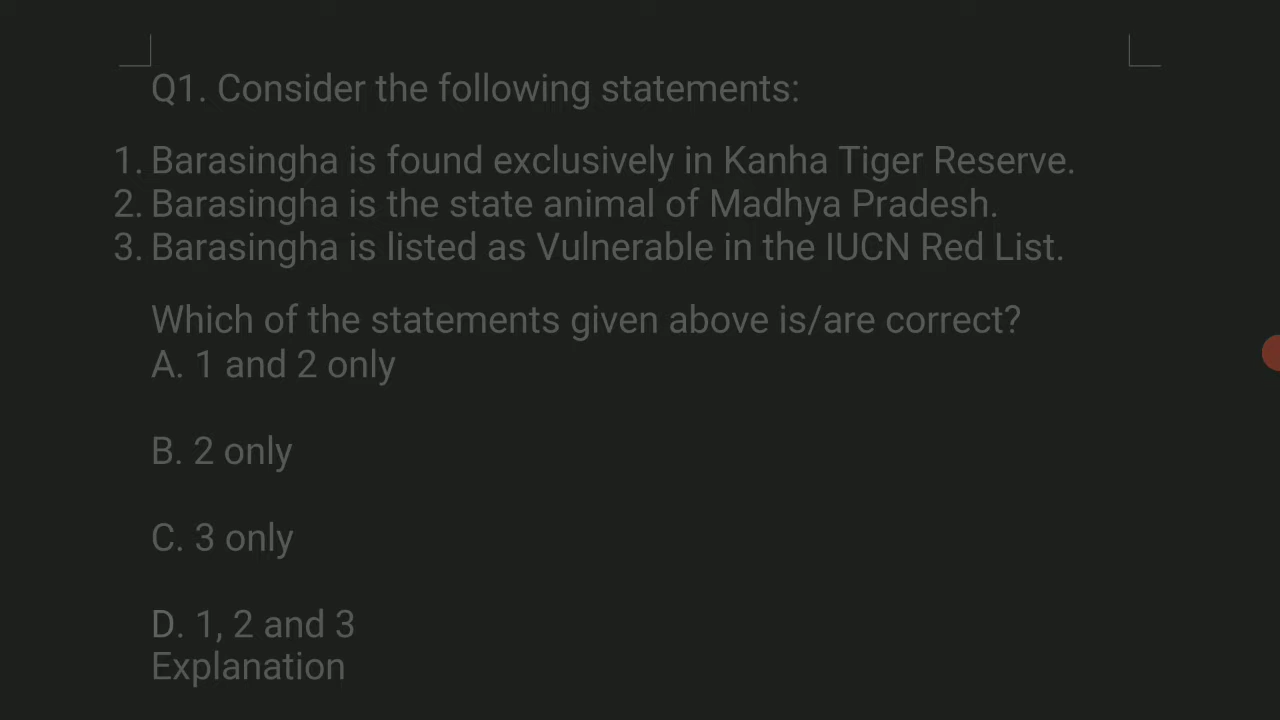 Q1. Consider the following statements:
1. Barasingha is found exclusively in Kanha Tiger Reserve.
2. Barasingha is the state animal of Madhya Pradesh.
3. Barasingha is listed as Vulnerable in the IUCN Red List.
Which of the statements given above is/are correct?
A. 1 and 2 only
B. 2 only
C. 3 only
D. 1, 2 and 3
Explanation